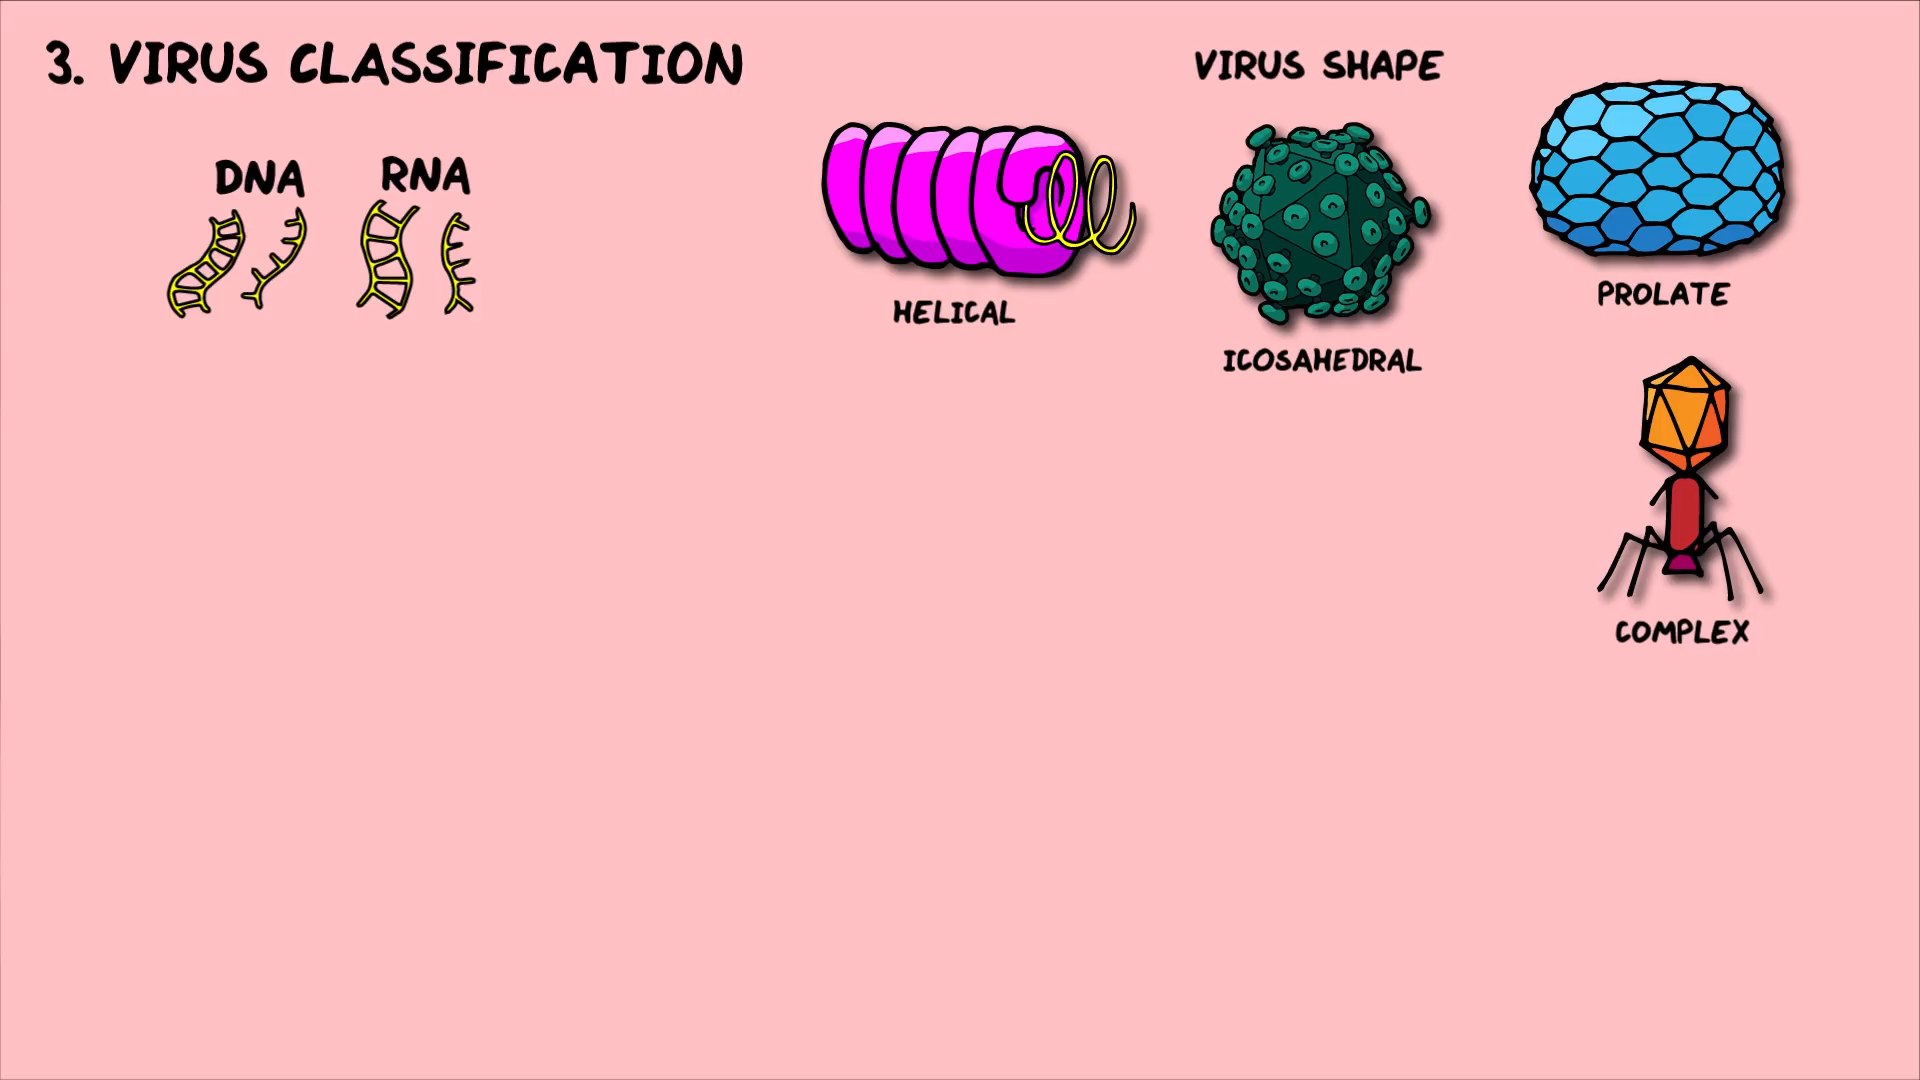 3. VIRUS CLASSIFICATION
DNA
RNA
VIRUS SHAPE
HELICAL
ICOSAHEDRAL
PROLATE
COMPLEX